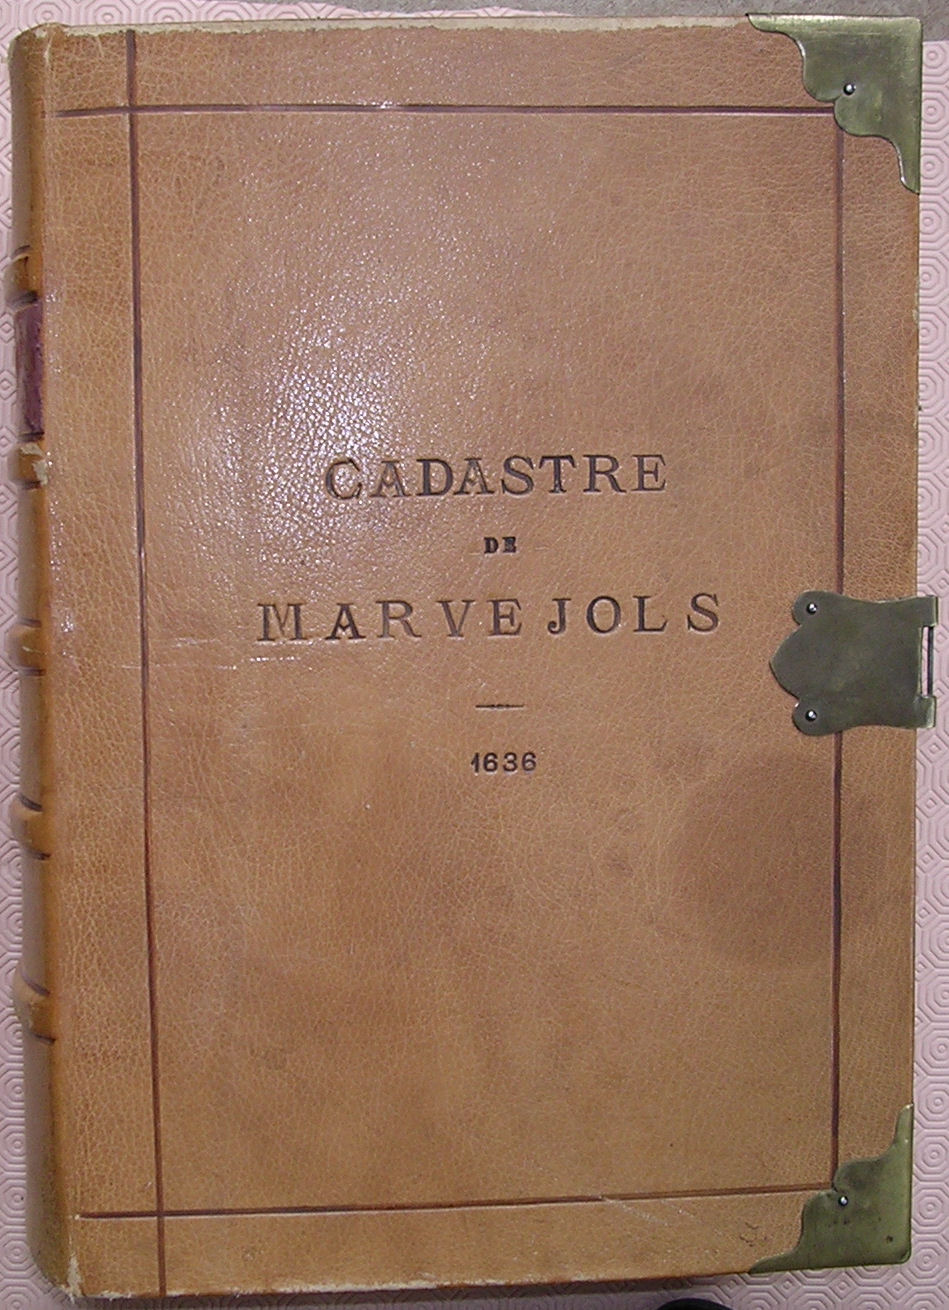 CADASTRE
DE
MARVEJOLS
1636